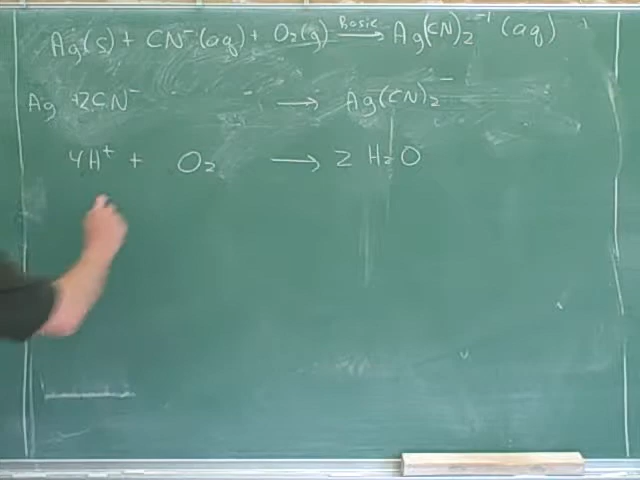 Ag(s) + CN⁻(aq) + O₂(g) Basic → Ag(CN)₂⁻¹ (aq)
Ag +2CN⁻ → Ag(CN)₂⁻
4H⁺ + O₂ → 2 H₂O